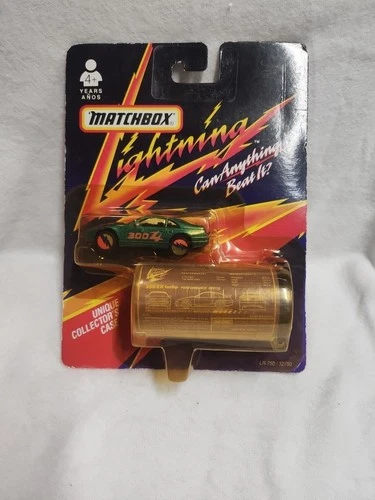 4+
YEARS
AÑOS
MATCHBOX
Lightning
Can Anything
Beat It?
300ZX
UNIQUE
COLLECTOR'S
CASE